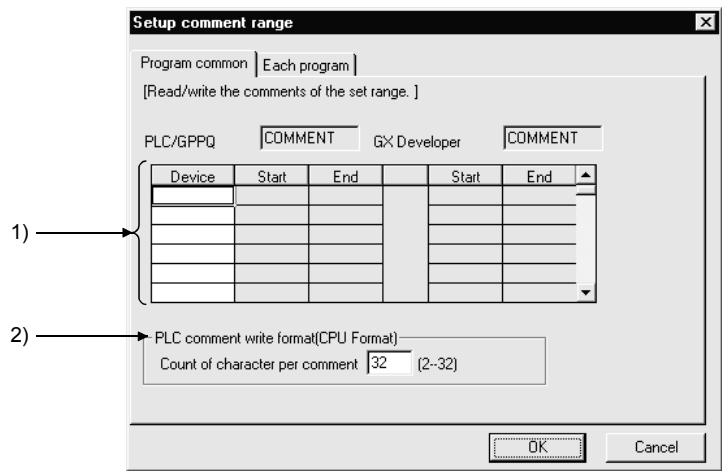 Setup comment range
Program common Each program
[Read/write the comments of the set range. ]
PLC/GPPQ COMMENT GX Developer COMMENT
Device Start End Start End
1)
2)
PLC comment write format(CPU Format)
Count of character per comment 32 (2--32)
OK Cancel